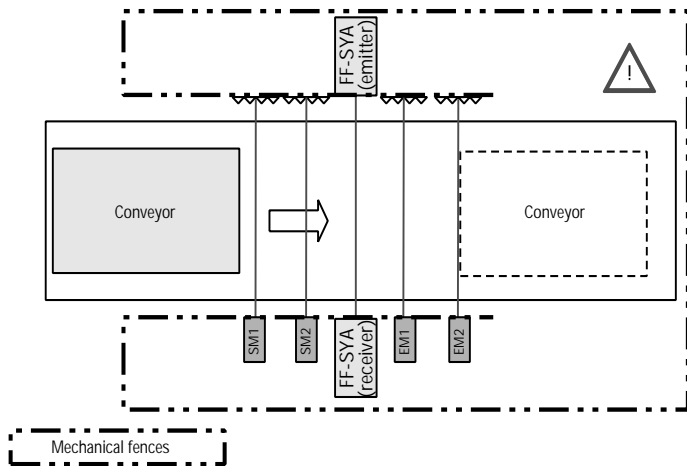 FF-SYA
(emitter)
!
Conveyor
Conveyor
SM1
SM2
FF-SYA
(receiver)
EM1
EM2
Mechanical fences